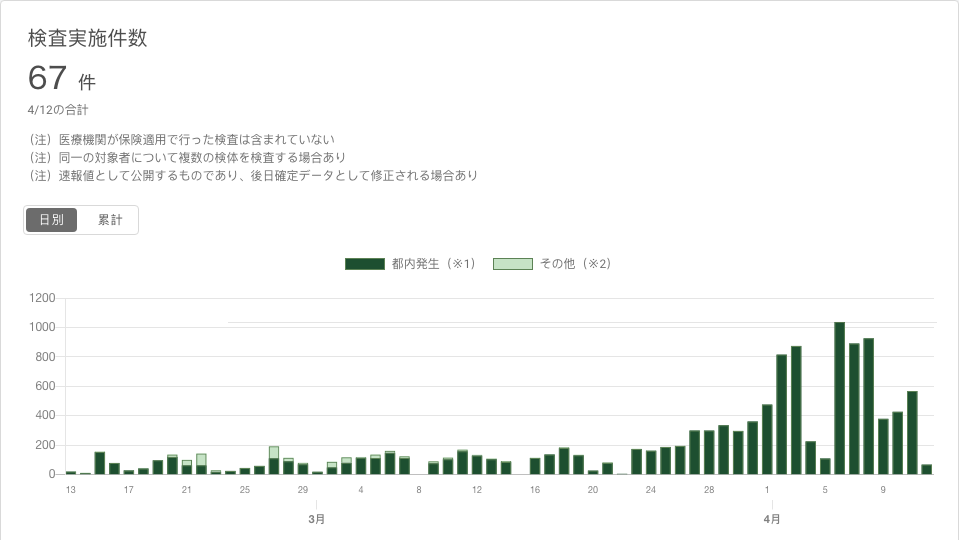 検査実施件数
67 件
4/12の合計
（注）医療機関が保険適用で行った検査は含まれていない
（注）同一の対象者について複数の検体を検査する場合あり
（注）速報値として公開するものであり、後日確定データとして修正される場合あり
日別 累計
都内発生（※1） その他（※2）
1200
1000
800
600
400
200
0
13 17 21 25 29 4 8 12 16 20 24 28 1 5 9
3月 4月